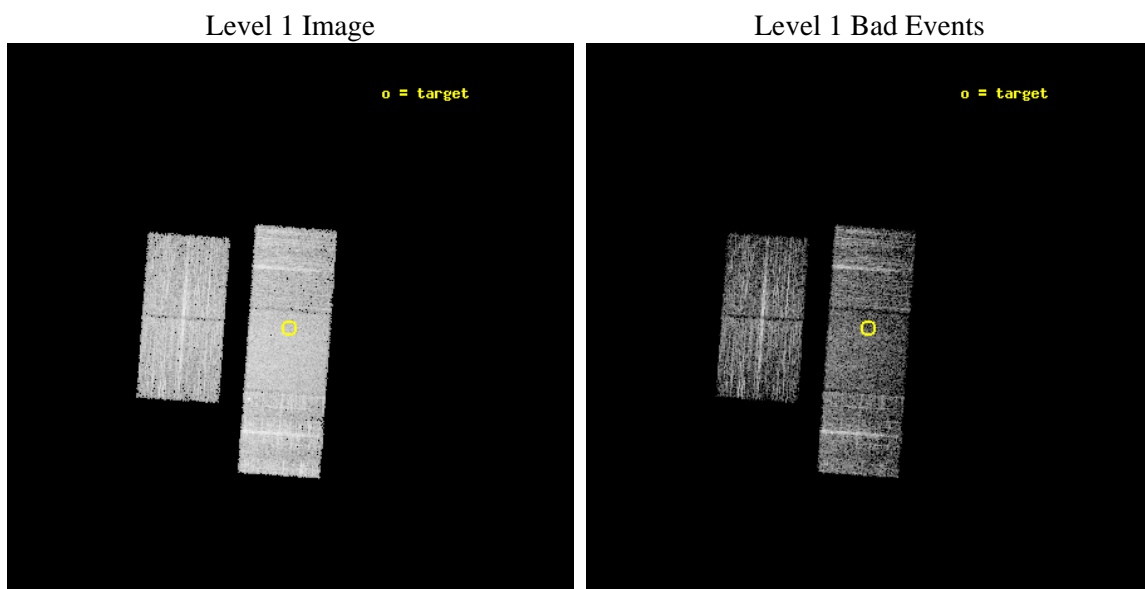 Level 1 Image
Level 1 Bad Events
o = target
o = target